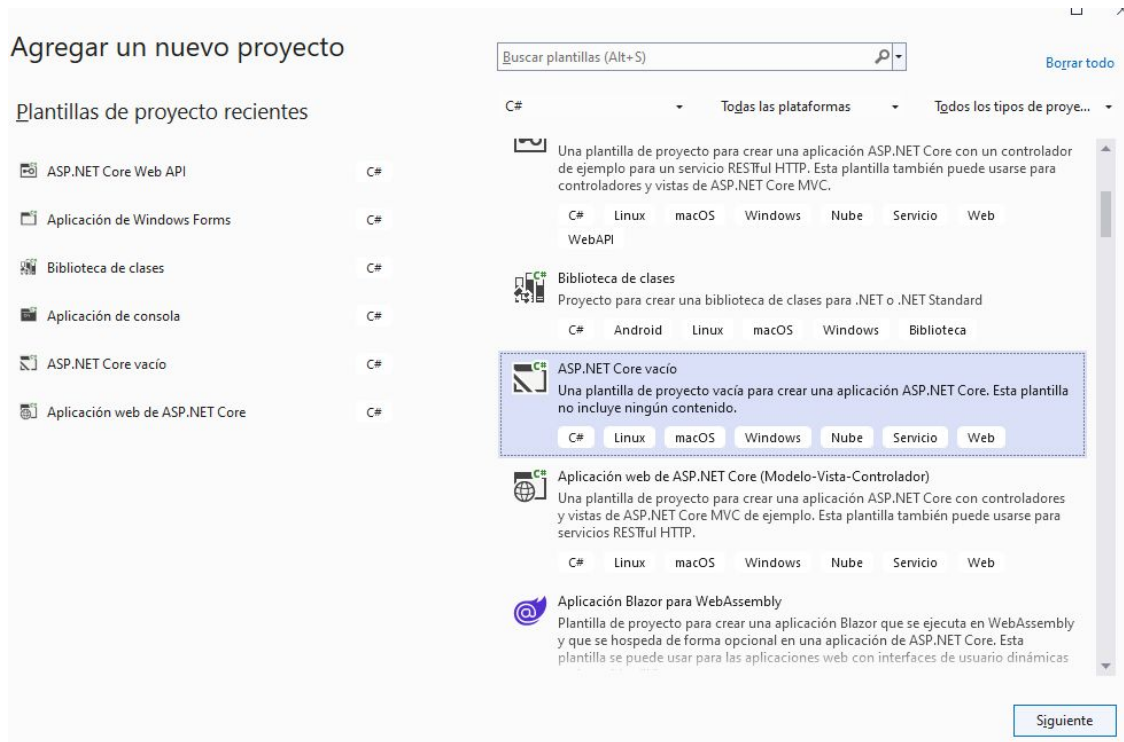 Agregar un nuevo proyecto
Plantillas de proyecto recientes
ASP.NET Core Web API C#
Aplicación de Windows Forms C#
Biblioteca de clases C#
Aplicación de consola C#
ASP.NET Core vacío C#
Aplicación web de ASP.NET Core C#
Buscar plantillas (Alt+S)
Borrar todo
C# Todas las plataformas Todos los tipos de proye...
Una plantilla de proyecto para crear una aplicación ASP.NET Core con un controlador
de ejemplo para un servicio RESTful HTTP. Esta plantilla también puede usarse para
controladores y vistas de ASP.NET Core MVC.
C# Linux macOS Windows Nube Servicio Web
WebAPI
C#
Biblioteca de clases
Proyecto para crear una biblioteca de clases para .NET o .NET Standard
C# Android Linux macOS Windows Biblioteca
C#
ASP.NET Core vacío
Una plantilla de proyecto vacía para crear una aplicación ASP.NET Core. Esta plantilla
no incluye ningún contenido.
C# Linux macOS Windows Nube Servicio Web
C#
Aplicación web de ASP.NET Core (Modelo-Vista-Controlador)
Una plantilla de proyecto para crear una aplicación ASP.NET Core con controladores
y vistas de ASP.NET Core MVC de ejemplo. Esta plantilla también puede usarse para
servicios RESTful HTTP.
C# Linux macOS Windows Nube Servicio Web
Aplicación Blazor para WebAssembly
Plantilla de proyecto para crear una aplicación Blazor que se ejecuta en WebAssembly
y que se hospeda de forma opcional en una aplicación de ASP.NET Core. Esta
plantilla se puede usar para las aplicaciones web con interfaces de usuario dinámicas
Siguiente